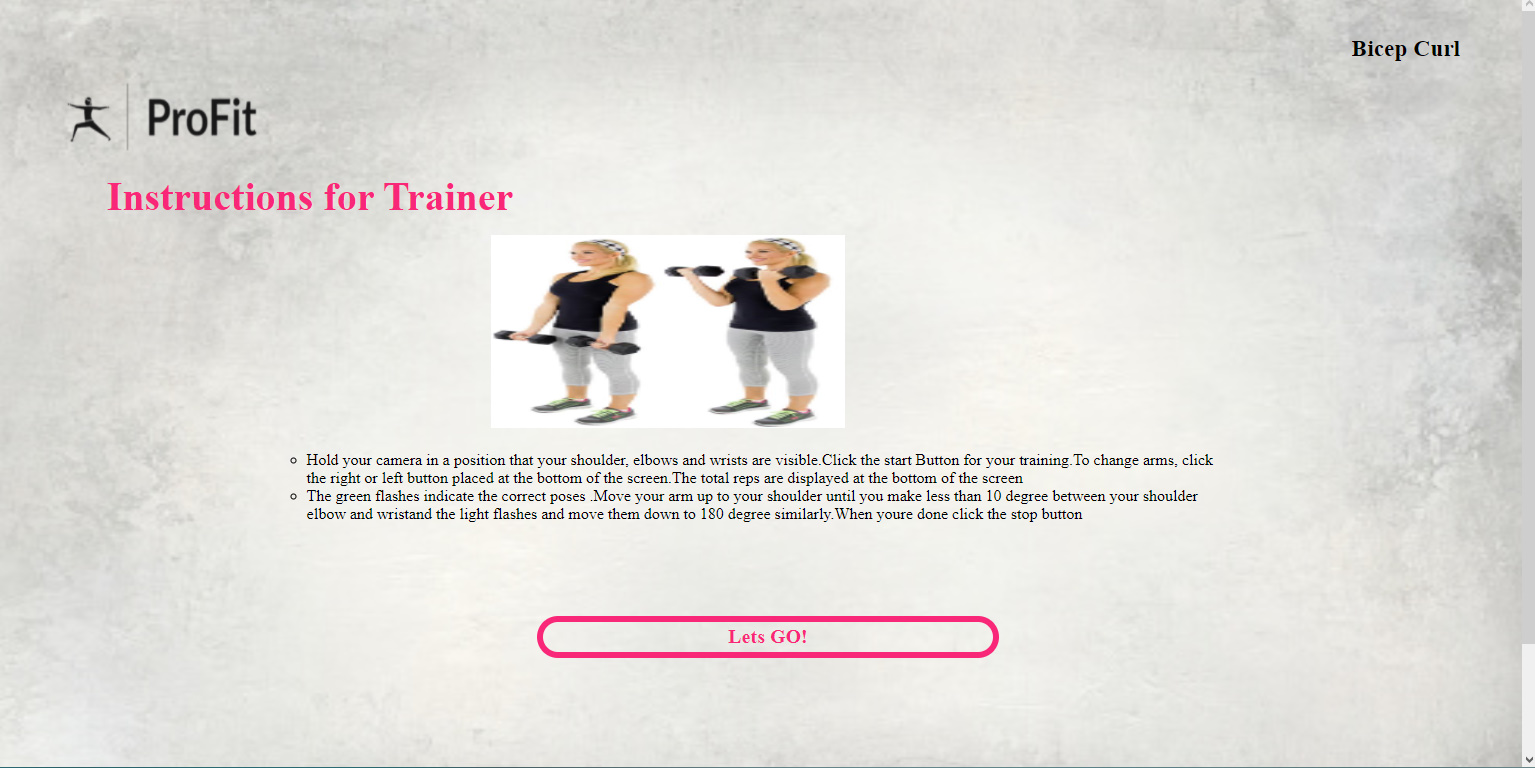 Bicep Curl
ProFit
Instructions for Trainer
Hold your camera in a position that your shoulder, elbows and wrists are visible.Click the start Button for your training.To change arms, click
the right or left button placed at the bottom of the screen.The total reps are displayed at the bottom of the screen
The green flashes indicate the correct poses .Move your arm up to your shoulder until you make less than 10 degree between your shoulder
elbow and wristand the light flashes and move them down to 180 degree similarly.When youre done click the stop button
Lets GO!